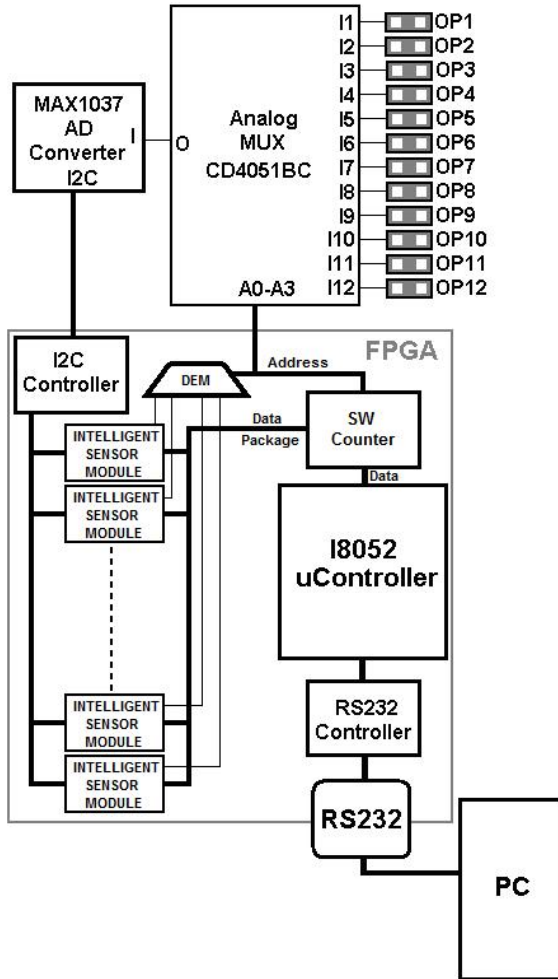 I1 OP1
I2 OP2
I3 OP3
I4 OP4
I5 OP5
I6 OP6
I7 OP7
I8 OP8
I9 OP9
I10 OP10
I11 OP11
I12 OP12
MAX1037
AD
Converter
I2C
I
O
Analog
MUX
CD4051BC
A0-A3
FPGA
I2C
Controller
DEM
Address
SW
Counter
Data
Package
Data
INTELLIGENT
SENSOR
MODULE
INTELLIGENT
SENSOR
MODULE
I8052
uController
INTELLIGENT
SENSOR
MODULE
INTELLIGENT
SENSOR
MODULE
RS232
Controller
RS232
PC